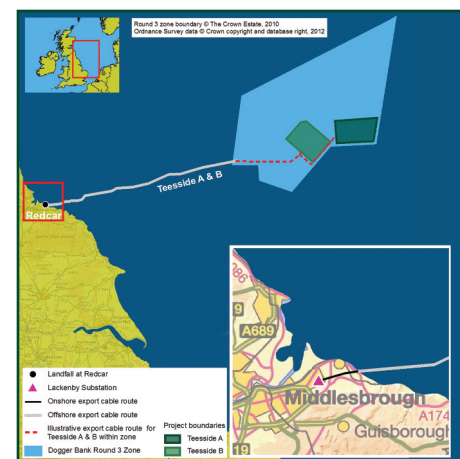 Round 3 zone boundary © The Crown Estate, 2010
Ordnance Survey data © Crown copyright and database right, 2012
Teesside A & B
Redcar
A689
19
Middlesbrough
A174
Guisborough
19
Landfall at Redcar
Lackenby Substation
Onshore export cable route
Offshore export cable route
Illustrative export cable route for
Teesside A & B within zone
Dogger Bank Round 3 Zone
Project boundaries
Teesside A
Teesside B